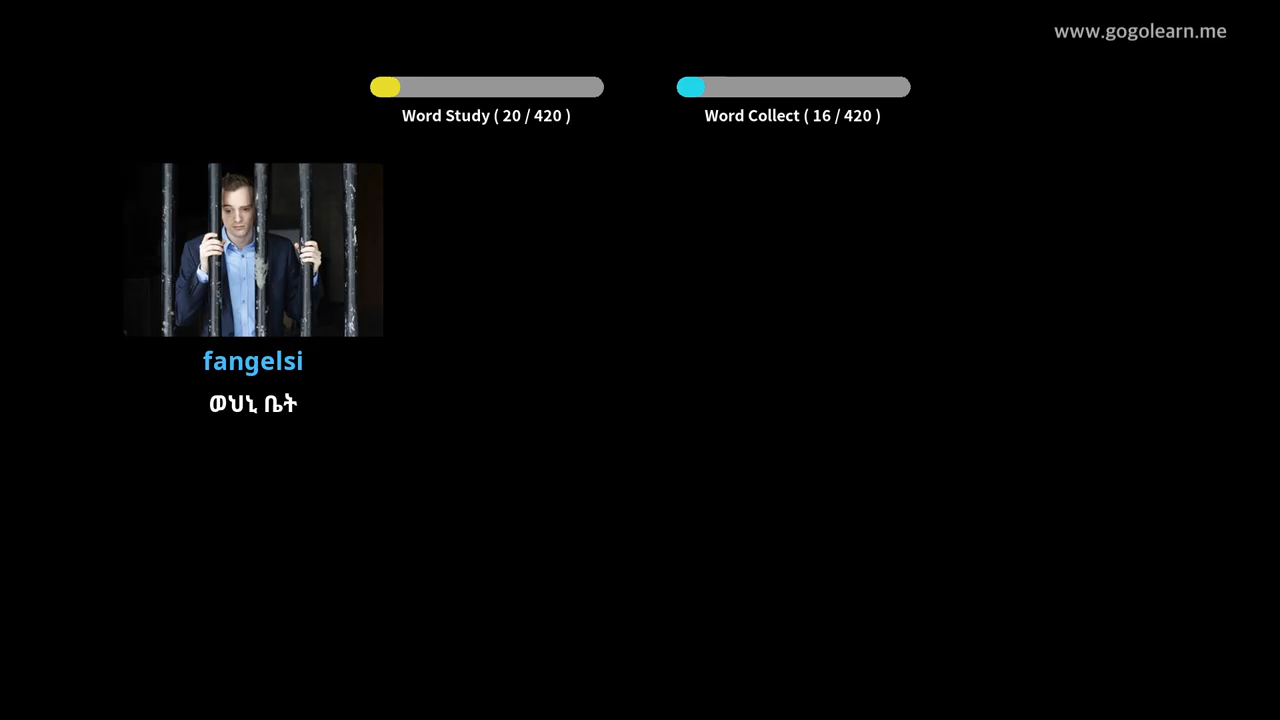 www.gogolearn.me
Word Study ( 20 / 420 )
Word Collect ( 16 / 420 )
fangelsi
ወህኒ ቤት